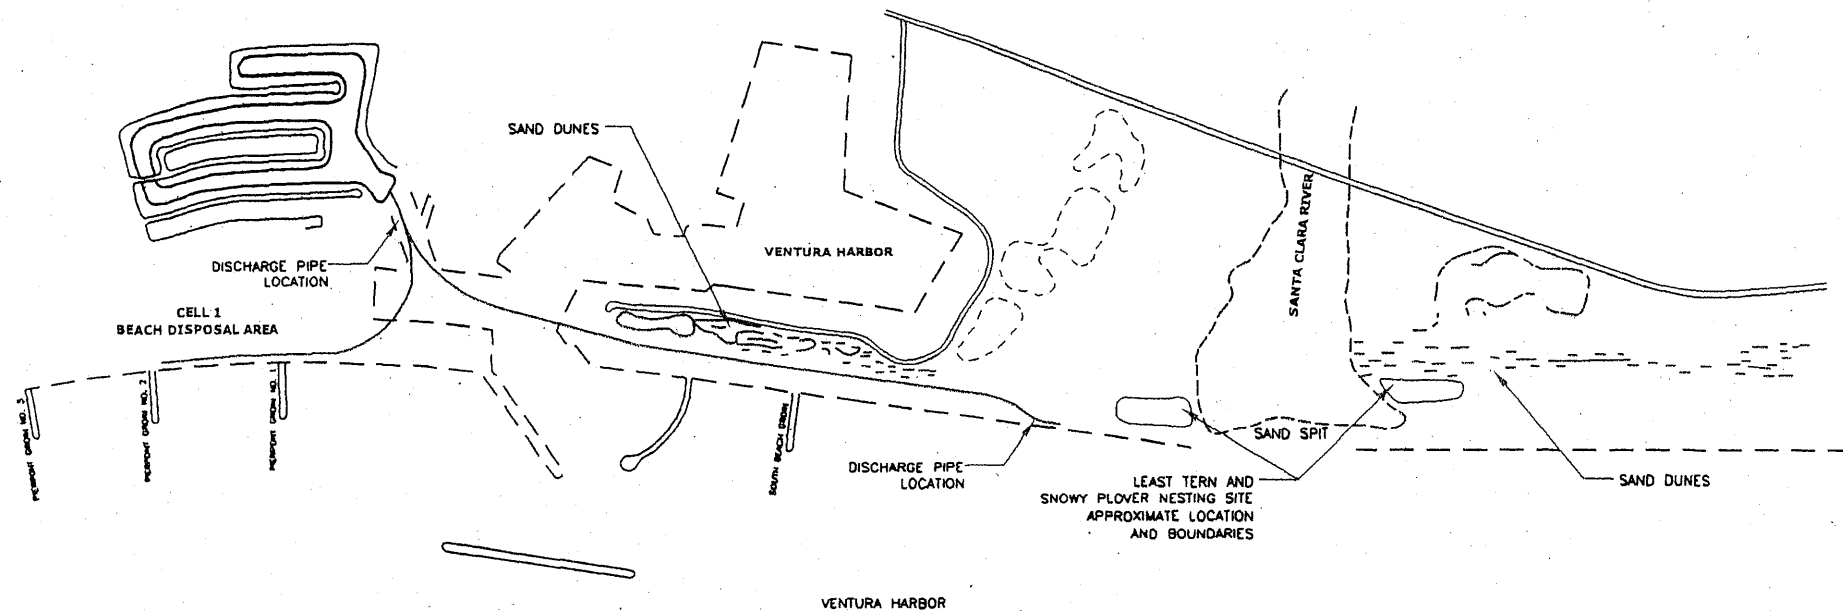 SAND DUNES
VENTURA HARBOR
SANTA CLARA RIVER
DISCHARGE PIPE
LOCATION
CELL 1
BEACH DISPOSAL AREA
PIERPONT GROIN NO. 3
PIERPONT GROIN NO. 2
PIERPONT GROIN NO. 1
SOUTH BEACH GROIN
DISCHARGE PIPE
LOCATION
SAND SPIT
LEAST TERN AND
SNOWY PLOVER NESTING SITE
APPROXIMATE LOCATION
AND BOUNDARIES
SAND DUNES
VENTURA HARBOR